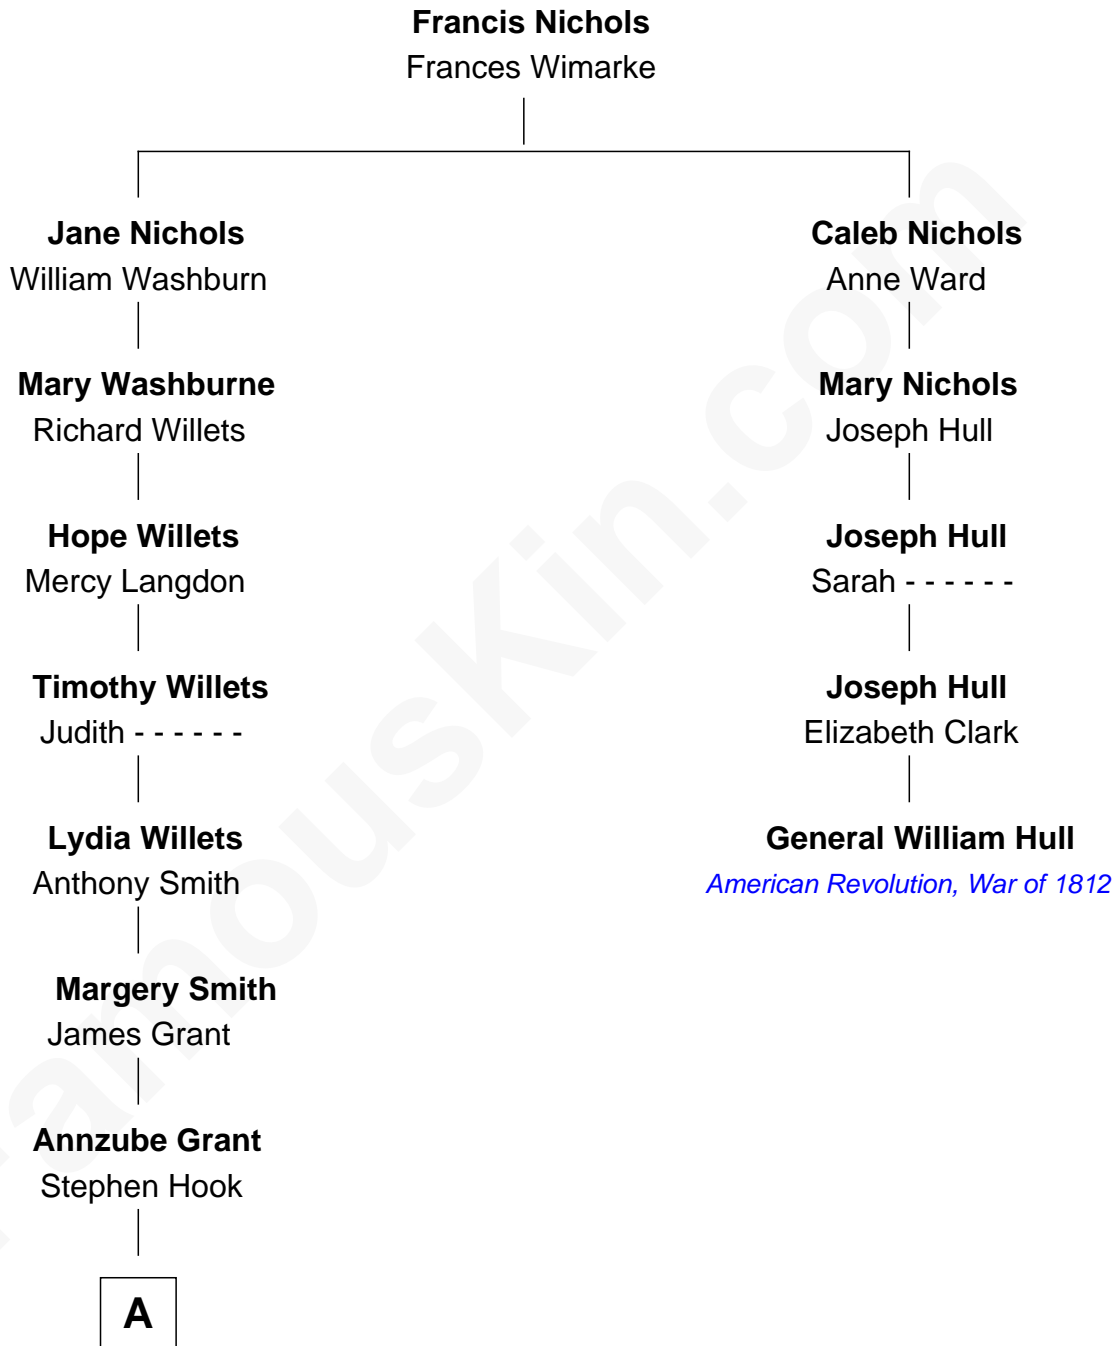 Francis Nichols
Frances Wimarke
Jane Nichols
William Washburn
Caleb Nichols
Anne Ward
Mary Washburne
Richard Willets
Mary Nichols
Joseph Hull
Hope Willets
Mercy Langdon
Joseph Hull
Sarah - - - - - -
Timothy Willets
Judith - - - - - -
Joseph Hull
Elizabeth Clark
Lydia Willets
Anthony Smith
General William Hull
American Revolution, War of 1812
Margery Smith
James Grant
Annzube Grant
Stephen Hook
A
FamousKin.com